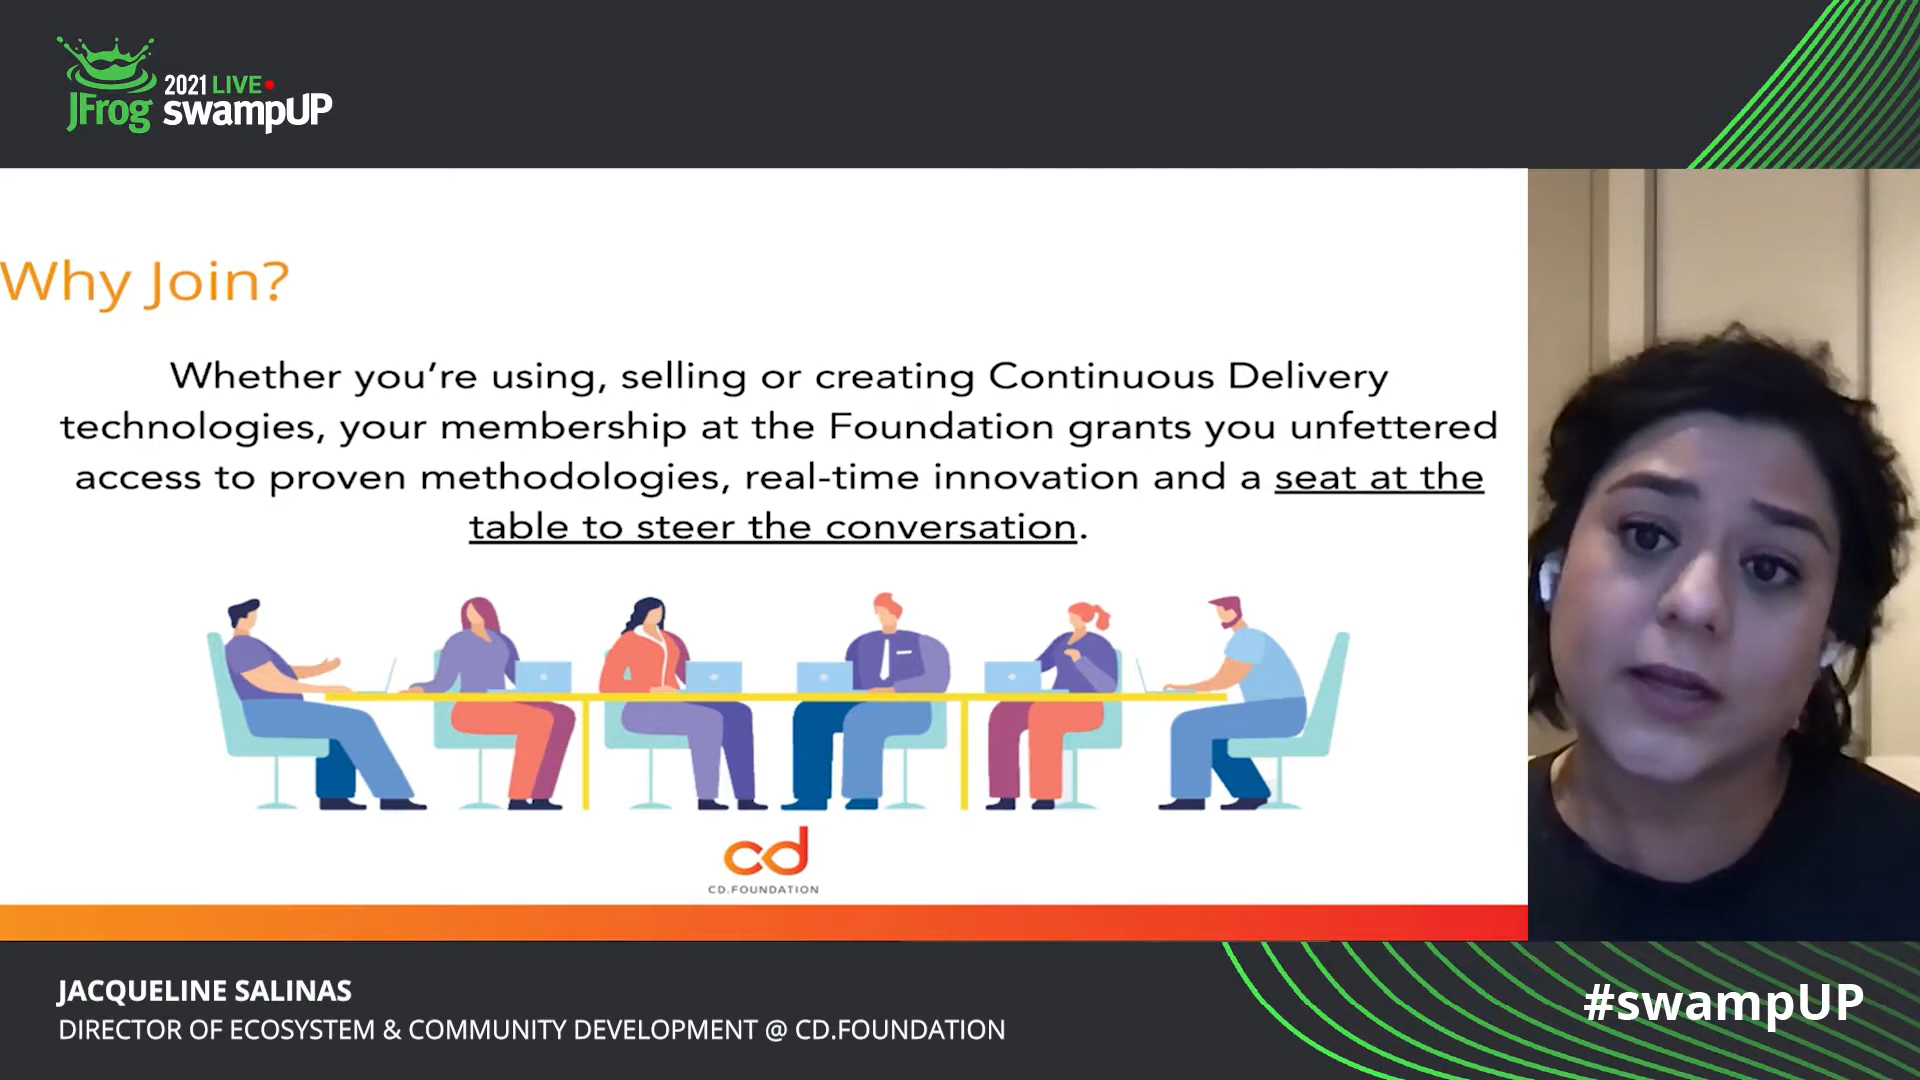 2021 LIVE
JFrog swampUP
Why Join?
Whether you’re using, selling or creating Continuous Delivery
technologies, your membership at the Foundation grants you unfettered
access to proven methodologies, real-time innovation and a seat at the
table to steer the conversation.
cd
CD.FOUNDATION
JACQUELINE SALINAS
DIRECTOR OF ECOSYSTEM & COMMUNITY DEVELOPMENT @ CD.FOUNDATION
#swampUP